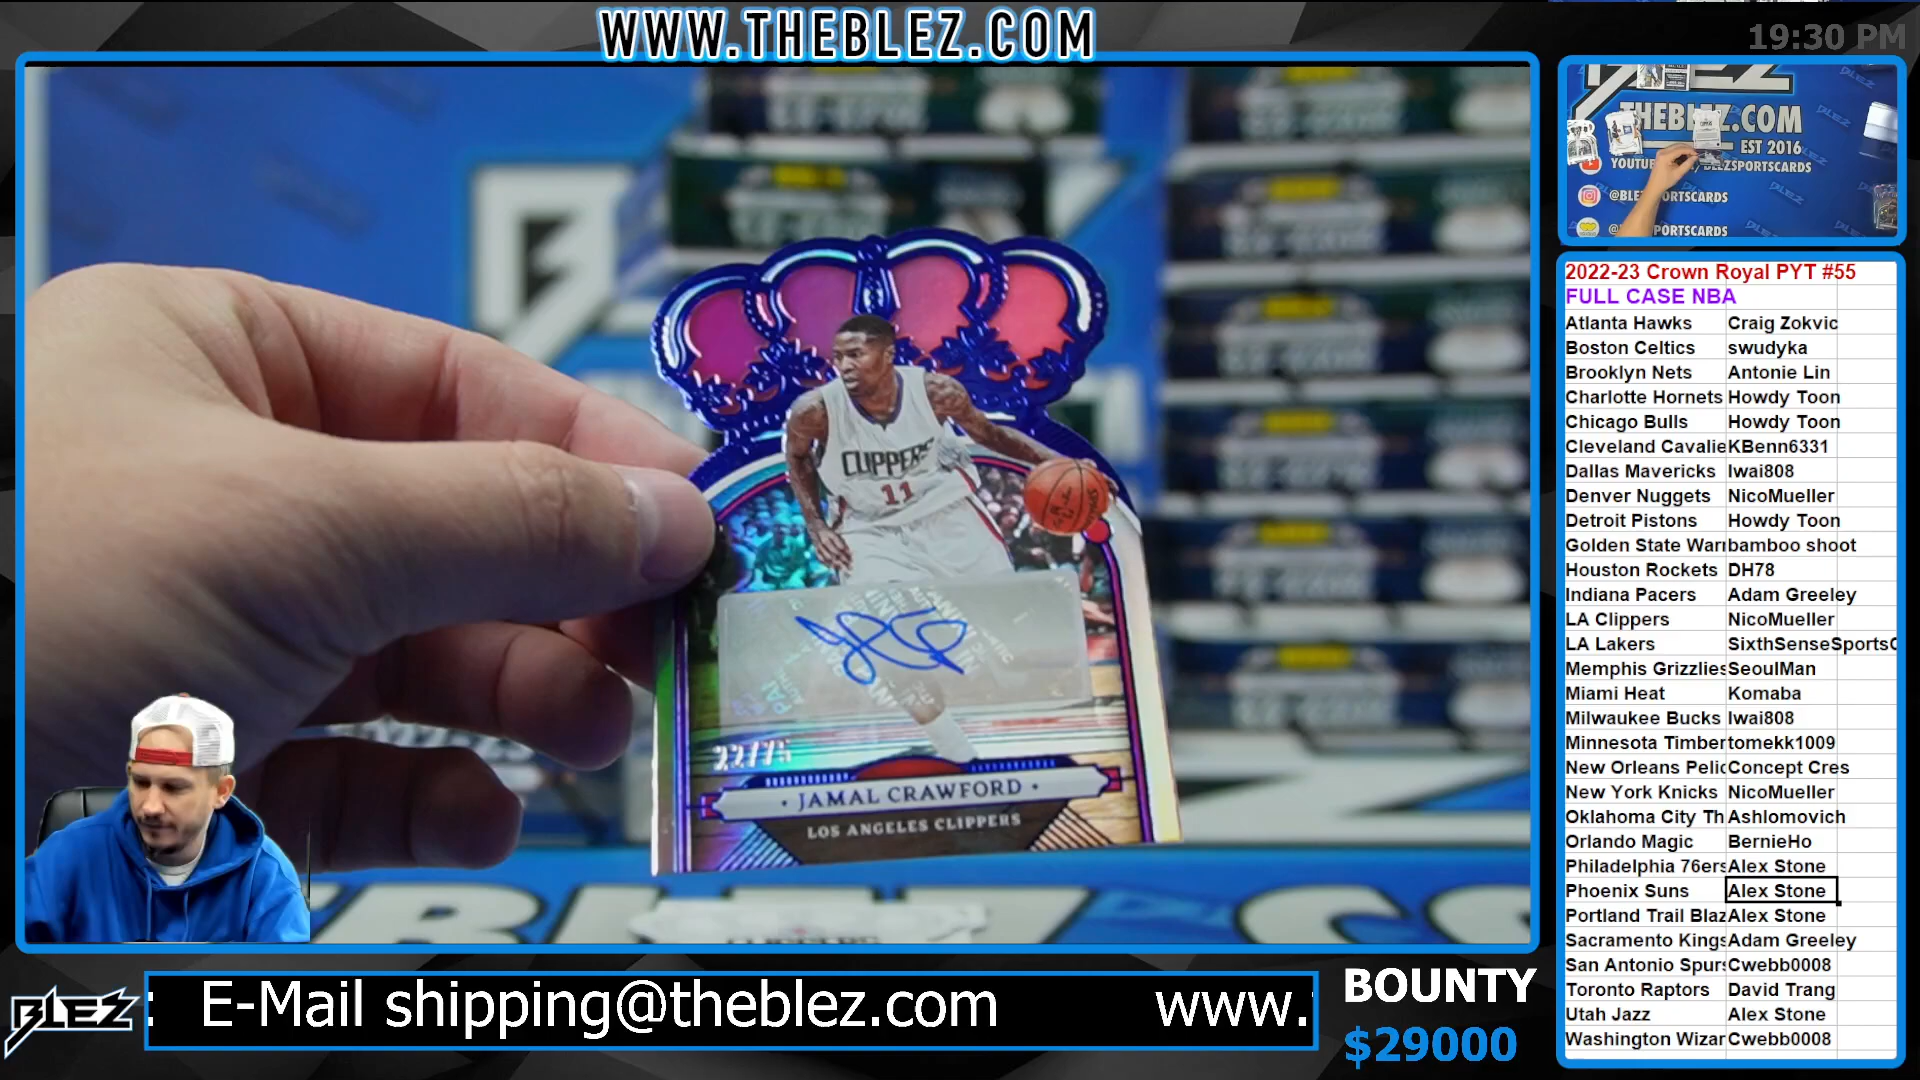 WWW.THEBLEZ.COM
19:30 PM
THEBLEZ.COM
EST 2016
CLIPPERS
11
22/75
· JAMAL CRAWFORD ·
LOS ANGELES CLIPPERS
2022-23 Crown Royal PYT #55
FULL CASE NBA
Atlanta Hawks Craig Zokvic
Boston Celtics swudyka
Brooklyn Nets Antonie Lin
Charlotte Hornets Howdy Toon
Chicago Bulls Howdy Toon
Cleveland Cavalie KBenn6331
Dallas Mavericks Iwai808
Denver Nuggets NicoMueller
Detroit Pistons Howdy Toon
Golden State Warr bamboo shoot
Houston Rockets DH78
Indiana Pacers Adam Greeley
LA Clippers NicoMueller
LA Lakers SixthSenseSportsC
Memphis Grizzlies SeoulMan
Miami Heat Komaba
Milwaukee Bucks Iwai808
Minnesota Timber tomekk1009
New Orleans Pelic Concept Cres
New York Knicks NicoMueller
Oklahoma City Th Ashlomovich
Orlando Magic BernieHo
Philadelphia 76ers Alex Stone
Phoenix Suns Alex Stone
Portland Trail Blaz Alex Stone
Sacramento Kings Adam Greeley
San Antonio Spurs Cwebb0008
Toronto Raptors David Trang
Utah Jazz Alex Stone
Washington Wizar Cwebb0008
BLEZ
: E-Mail shipping@theblez.com www.
BOUNTY
$29000